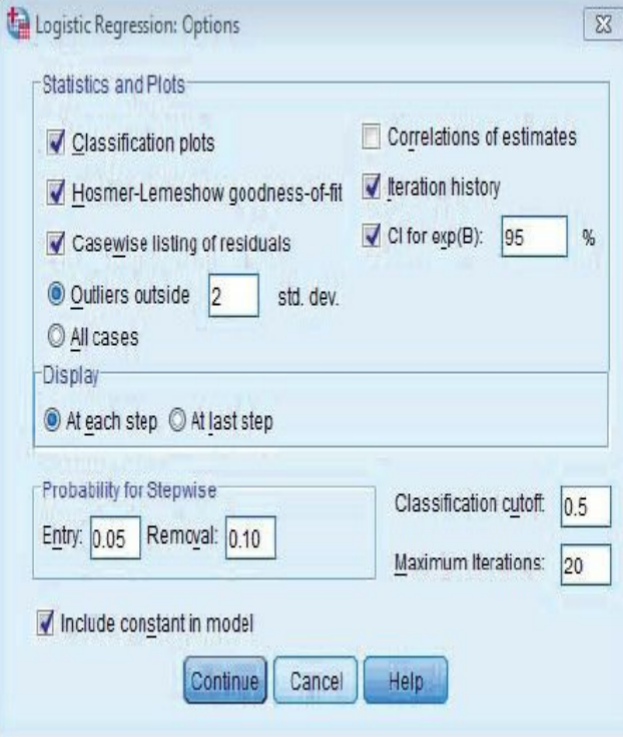 Logistic Regression: Options
Statistics and Plots
Classification plots
Correlations of estimates
Hosmer-Lemeshow goodness-of-fit
Iteration history
Casewise listing of residuals
CI for exp(B): 95 %
Outliers outside 2 std. dev.
All cases
Display
At each step At last step
Probability for Stepwise
Entry: 0.05 Removal: 0.10
Classification cutoff: 0.5
Maximum Iterations: 20
Include constant in model
Continue Cancel Help